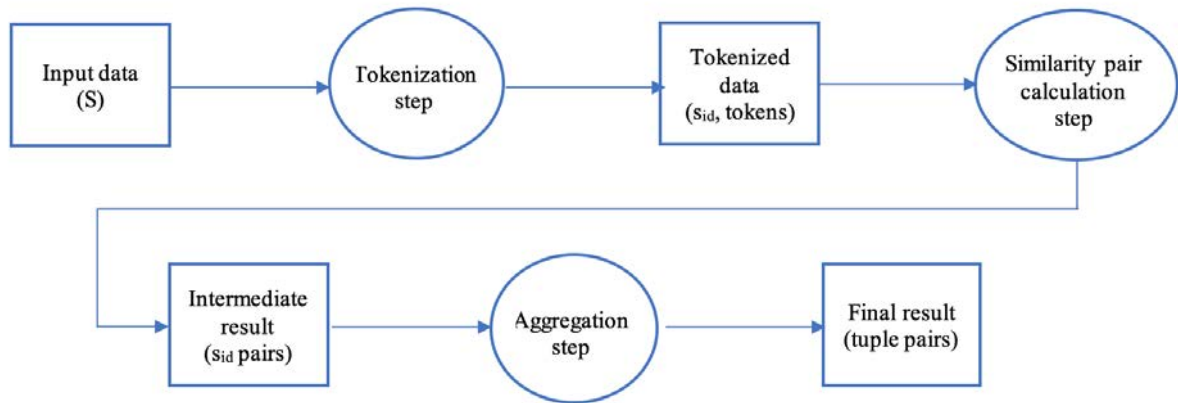 Input data
(S)
Tokenization
step
Tokenized
data
(sid, tokens)
Similarity pair
calculation
step
Intermediate
result
(sid pairs)
Aggregation
step
Final result
(tuple pairs)